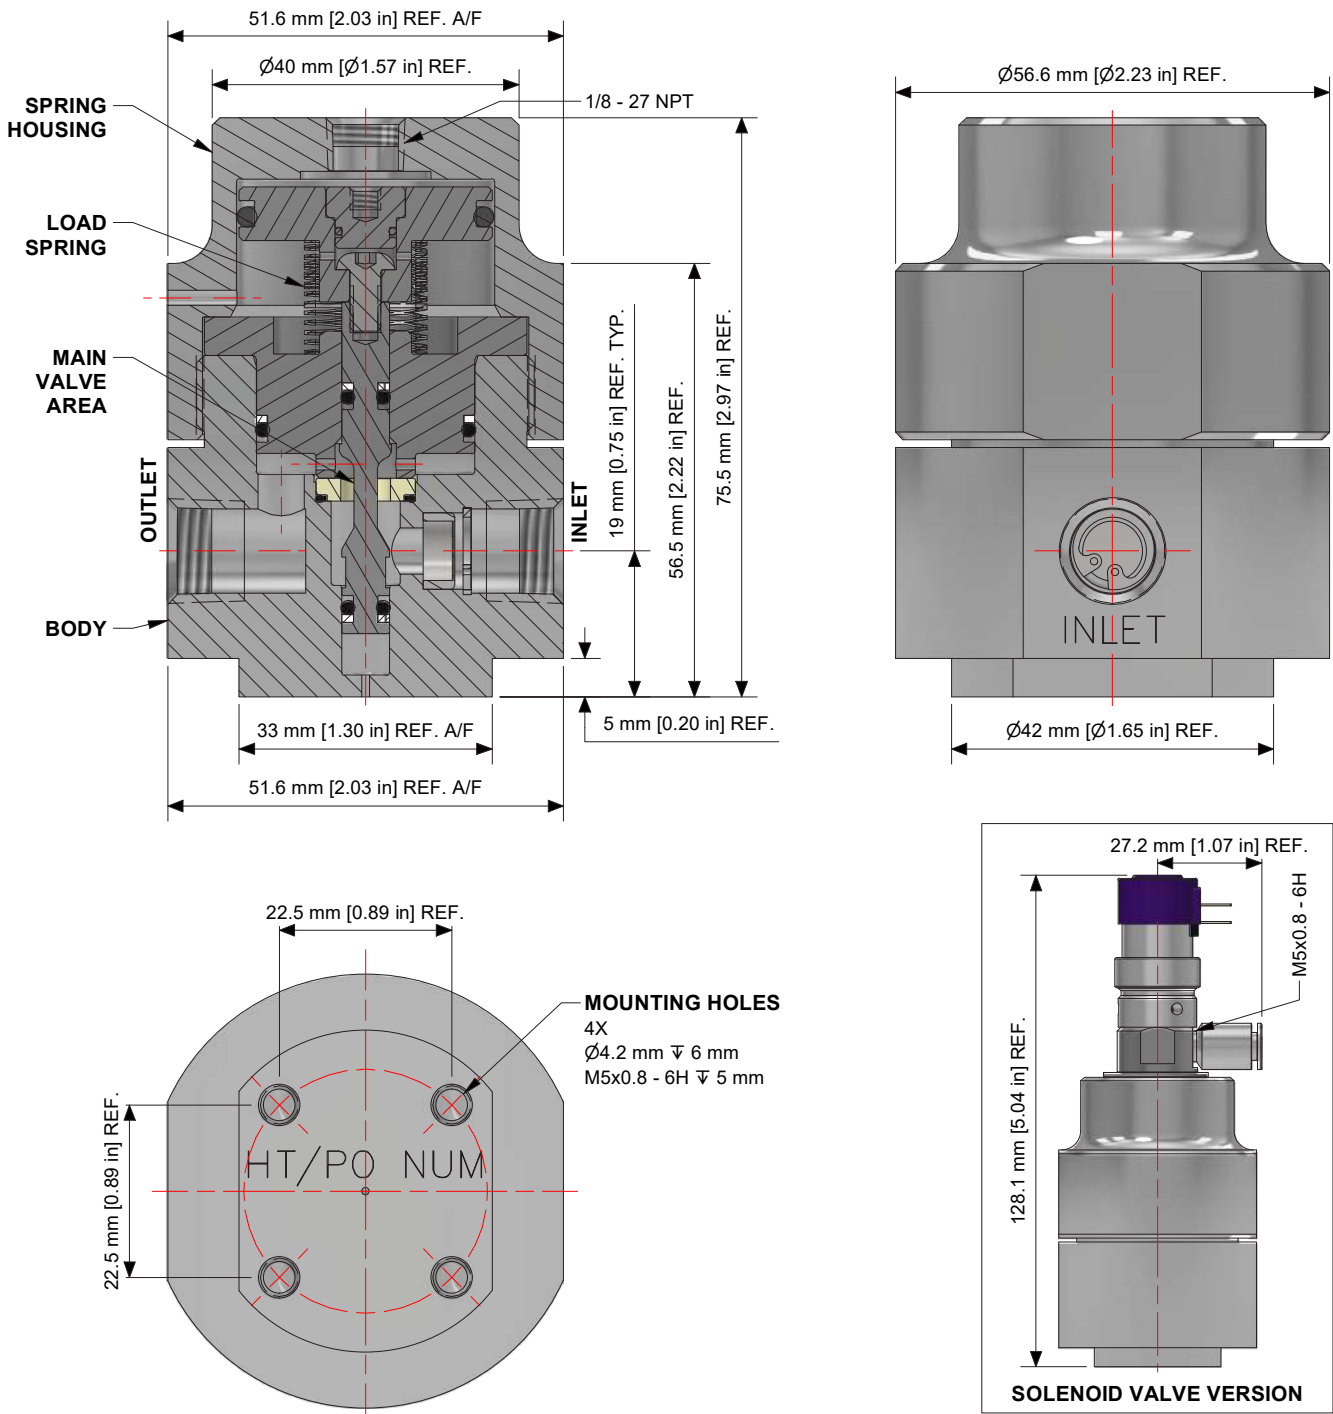 51.6 mm [2.03 in] REF. A/F
Ø40 mm [Ø1.57 in] REF.
1/8 - 27 NPT
SPRING
HOUSING
LOAD
SPRING
MAIN
VALVE
AREA
OUTLET
INLET
BODY
19 mm [0.75 in] REF. TYP.
56.5 mm [2.22 in] REF.
75.5 mm [2.97 in] REF.
5 mm [0.20 in] REF.
33 mm [1.30 in] REF. A/F
51.6 mm [2.03 in] REF. A/F
Ø56.6 mm [Ø2.23 in] REF.
INLET
Ø42 mm [Ø1.65 in] REF.
22.5 mm [0.89 in] REF.
22.5 mm [0.89 in] REF.
HT/PO NUM
MOUNTING HOLES
4X
Ø4.2 mm ↧ 6 mm
M5x0.8 - 6H ↧ 5 mm
27.2 mm [1.07 in] REF.
M5x0.8 - 6H
128.1 mm [5.04 in] REF.
SOLENOID VALVE VERSION